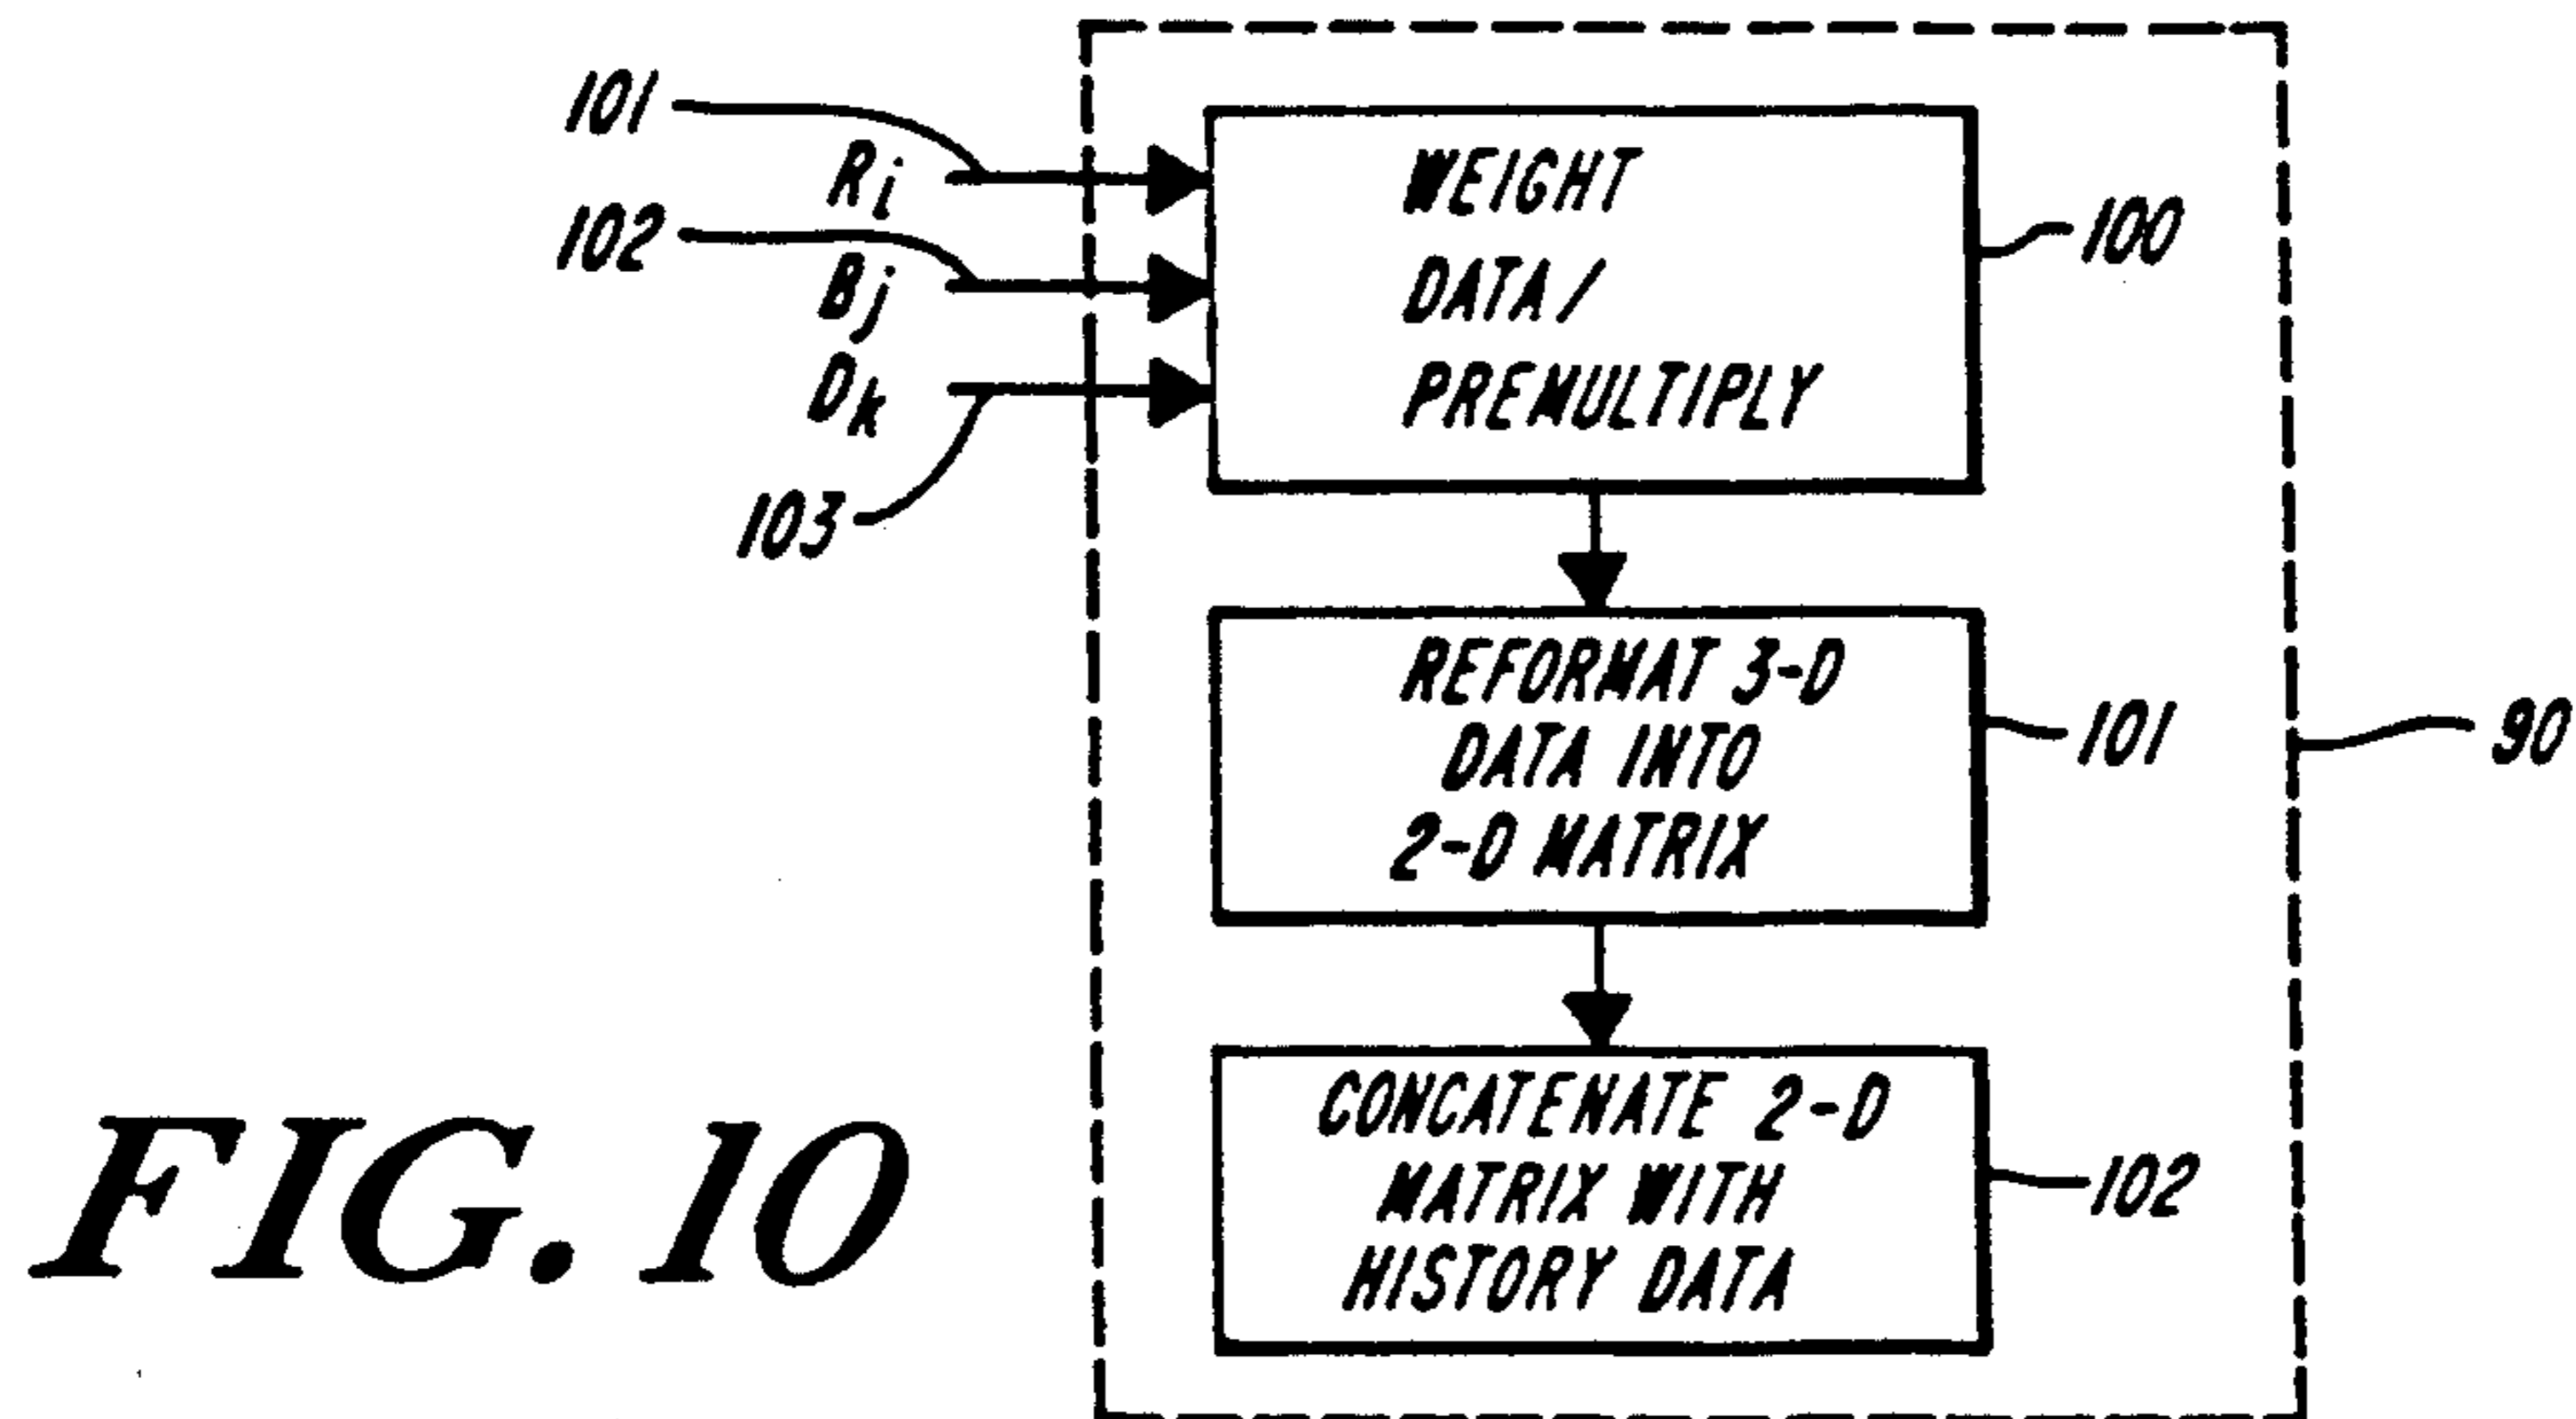 101
Ri
102
Bj
Dk
103
WEIGHT
DATA/
PREMULTIPLY
100
REFORMAT 3-D
DATA INTO
2-D MATRIX
101
90
CONCATENATE 2-D
MATRIX WITH
HISTORY DATA
102
FIG. 10